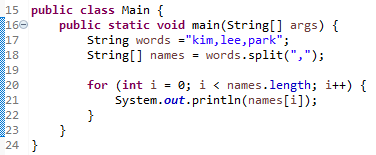 15 public class Main {
16 public static void main(String[] args) {
17 String words ="kim,lee,park";
18 String[] names = words.split(",");
19
20 for (int i = 0; i < names.length; i++) {
21 System.out.println(names[i]);
22 }
23 }
24 }